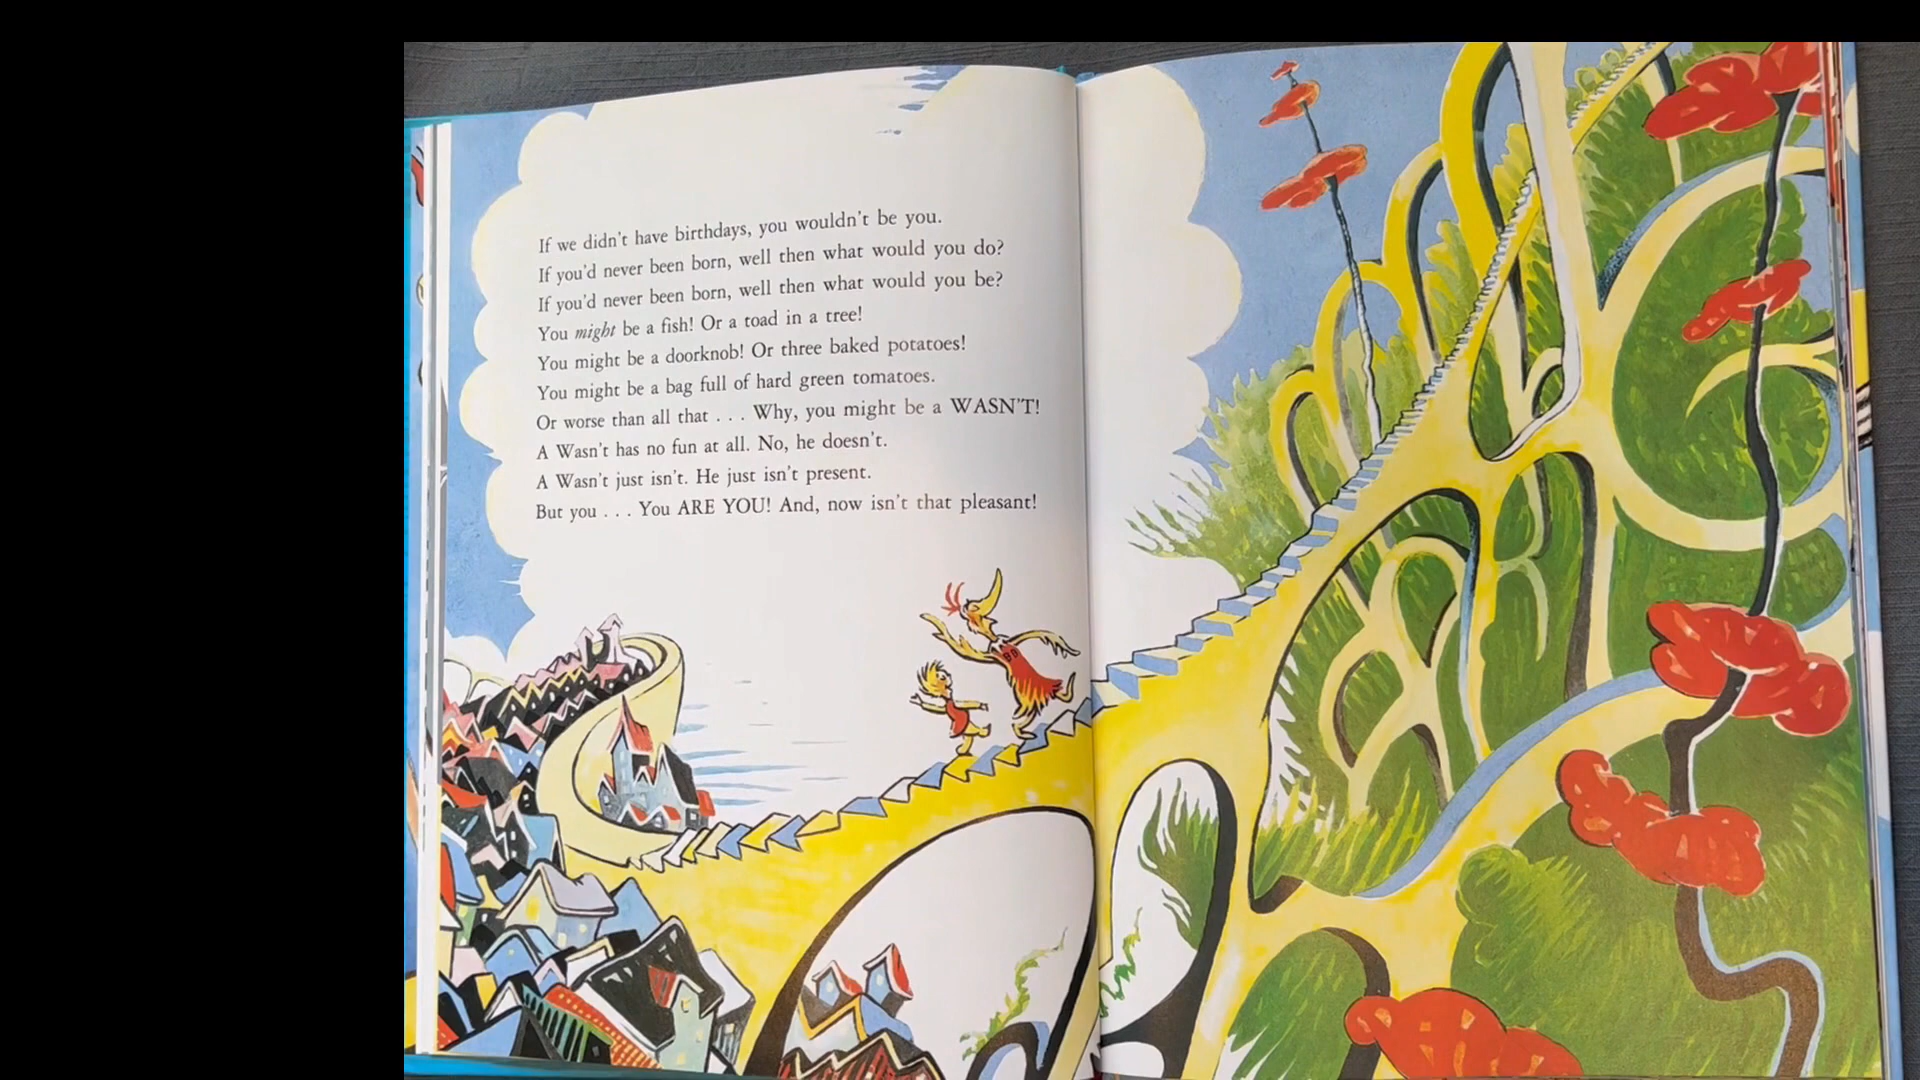 If we didn't have birthdays, you wouldn't be you.
If you'd never been born, well then what would you do?
If you'd never been born, well then what would you be?
You might be a fish! Or a toad in a tree!
You might be a doorknob! Or three baked potatoes!
You might be a bag full of hard green tomatoes.
Or worse than all that . . . Why, you might be a WASN'T!
A Wasn't has no fun at all. No, he doesn't.
A Wasn't just isn't. He just isn't present.
But you . . . You ARE YOU! And, now isn't that pleasant!